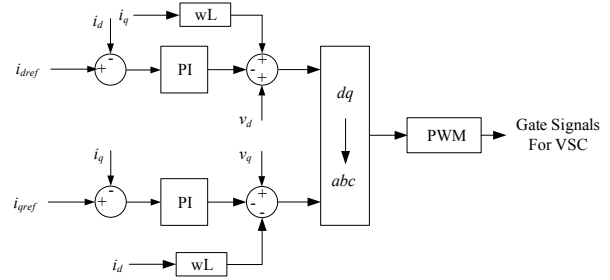 i_d
i_q
wL
-
+
i_dref
+
-
PI
-
+
+
v_d
dq
abc
PWM
Gate Signals
For VSC
i_q
v_q
-
+
i_qref
+
-
PI
-
+
-
i_d
wL